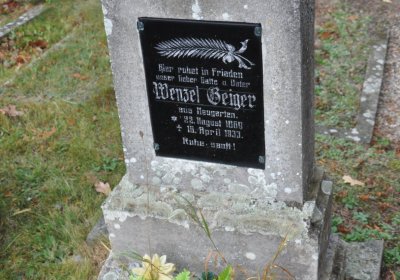 Hier ruhet in Frieden
unser lieber Gatte u. Vater
Wenzel Geiger
aus Neugarten.
* 22. August 1860
† 16. April 1933.
Ruhe sanft!